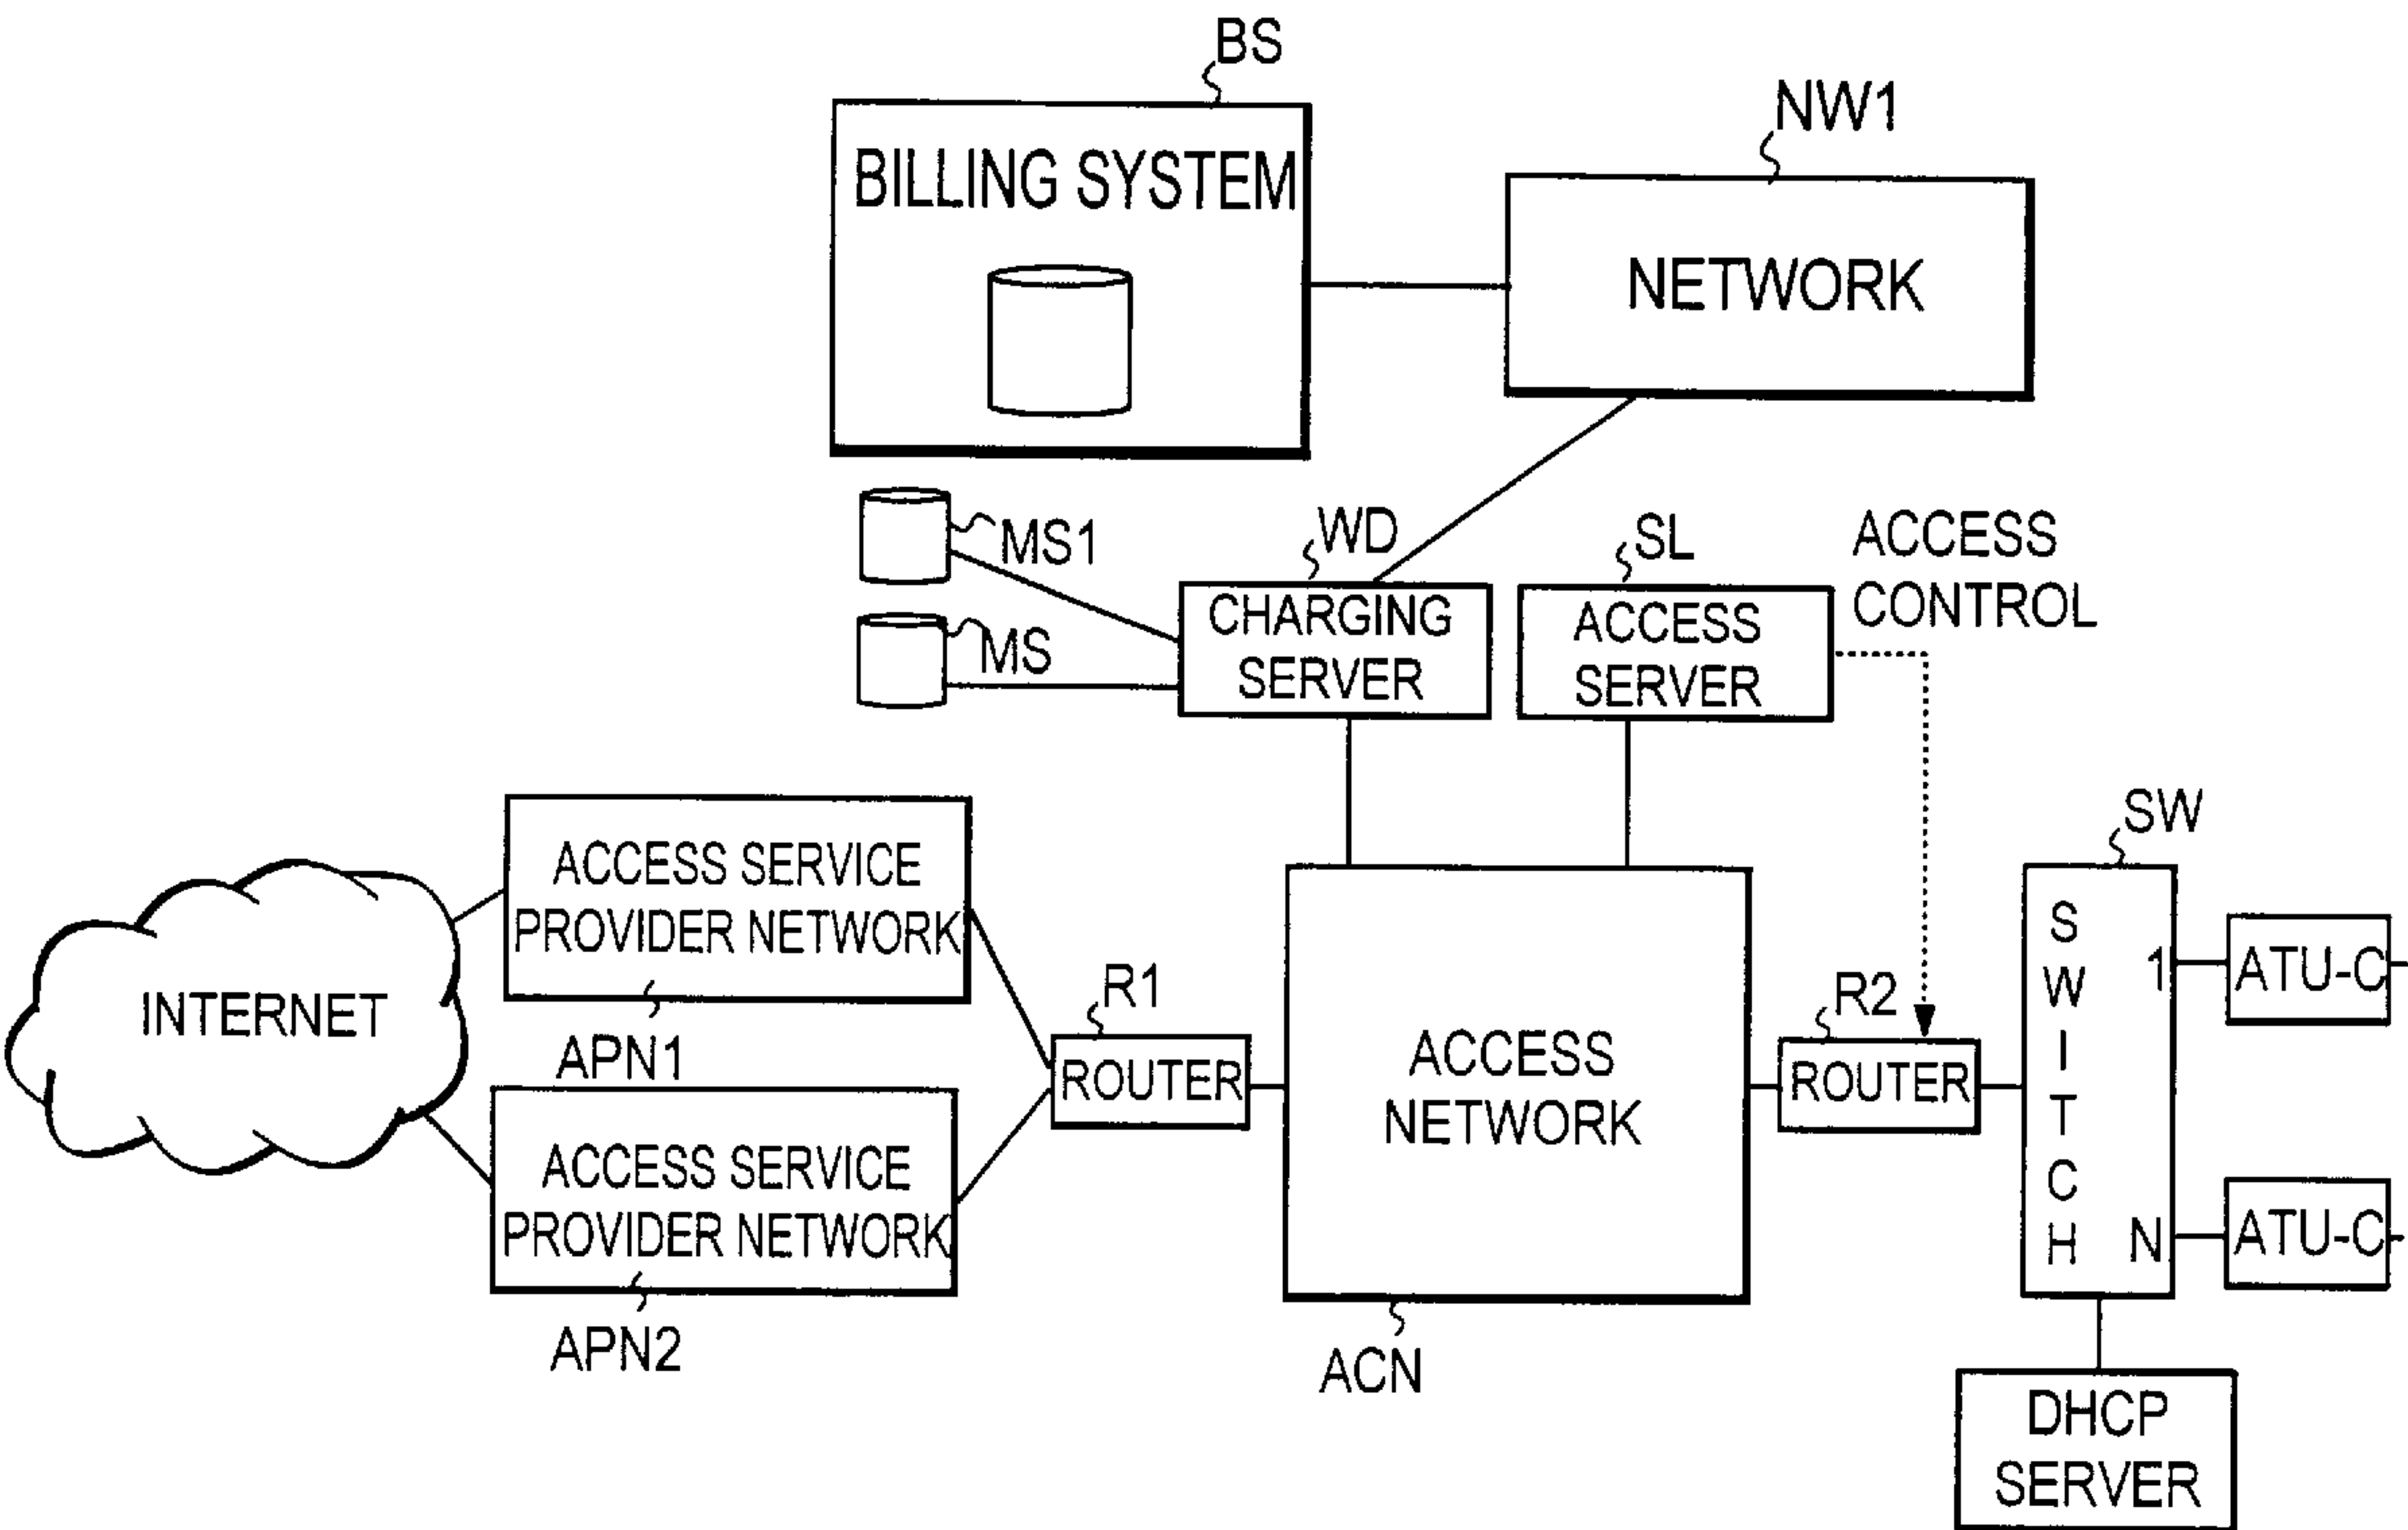 BS
NW1
BILLING SYSTEM
NETWORK
MS1
WD
SL
ACCESS
CONTROL
MS
CHARGING
SERVER
ACCESS
SERVER
SW
ACCESS SERVICE
PROVIDER NETWORK
APN1
INTERNET
R1
ROUTER
ACCESS
NETWORK
R2
ROUTER
SWITCH
1
ATU-C
N
ATU-C
ACCESS SERVICE
PROVIDER NETWORK
APN2
ACN
DHCP
SERVER